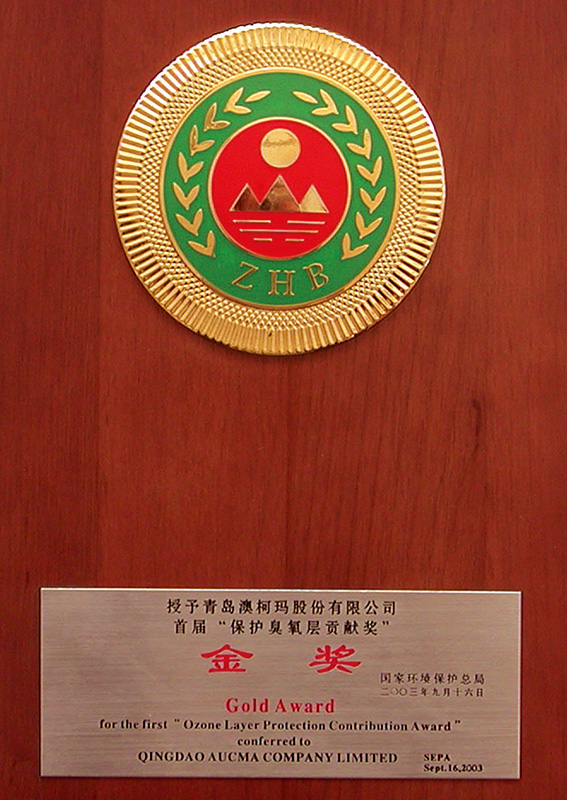 ZHB
授予青岛澳柯玛股份有限公司
首届“保护臭氧层贡献奖”
金 奖
国家环境保护总局
二〇〇三年九月十六日
Gold Award
for the first “Ozone Layer Protection Contribution Award”
conferred to
QINGDAO AUCMA COMPANY LIMITED
SEPA
Sept.16,2003